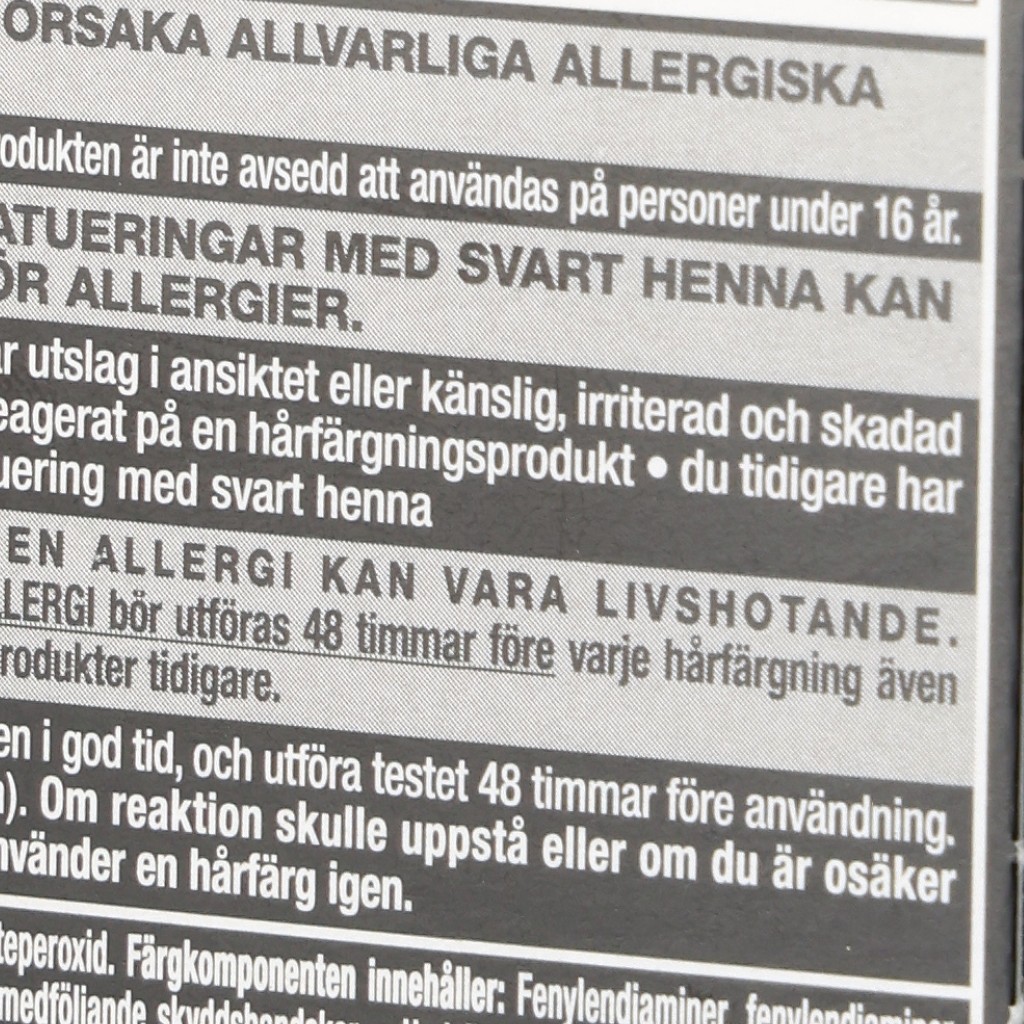 ORSAKA ALLVARLIGA ALLERGISKA
odukten är inte avsedd att användas på personer under 16 år.
ATUERINGAR MED SVART HENNA KAN
ÖR ALLERGIER.
r utslag i ansiktet eller känslig, irriterad och skadad
eagerat på en hårfärgningsprodukt • du tidigare har
uering med svart henna
EN ALLERGI KAN VARA LIVSHOTANDE.
LLERGI bör utföras 48 timmar före varje hårfärgning även
rodukter tidigare.
en i god tid, och utföra testet 48 timmar före användning.
). Om reaktion skulle uppstå eller om du är osäker
nvänder en hårfärg igen.
teperoxid. Färgkomponenten innehåller: Fenylendiaminer fenylendiaminer
medföljande skyddshandskar